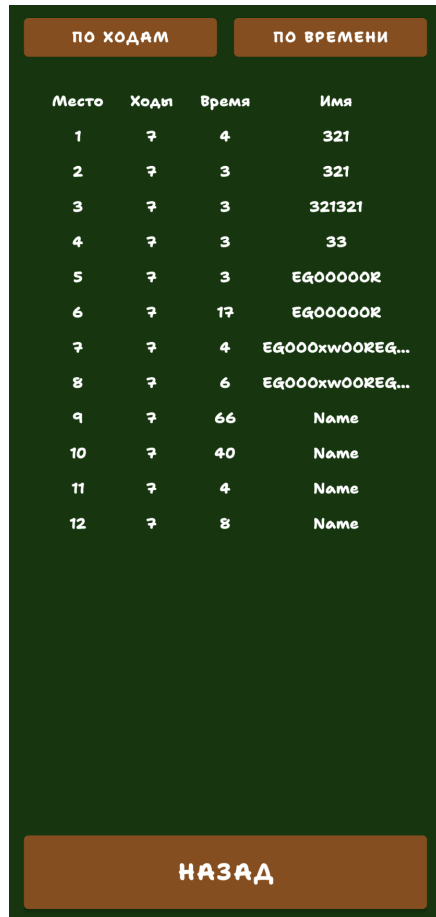 ПО ХОДАМ ПО ВРЕМЕНИ
Место Ходы Время Имя
1 7 4 321
2 7 3 321
3 7 3 321321
4 7 3 33
5 7 3 EGOOOOOR
6 7 17 EGOOOOOR
7 7 4 EGOOOxwOOREG...
8 7 6 EGOOOxwOOREG...
9 7 66 Name
10 7 40 Name
11 7 4 Name
12 7 8 Name
НАЗАД